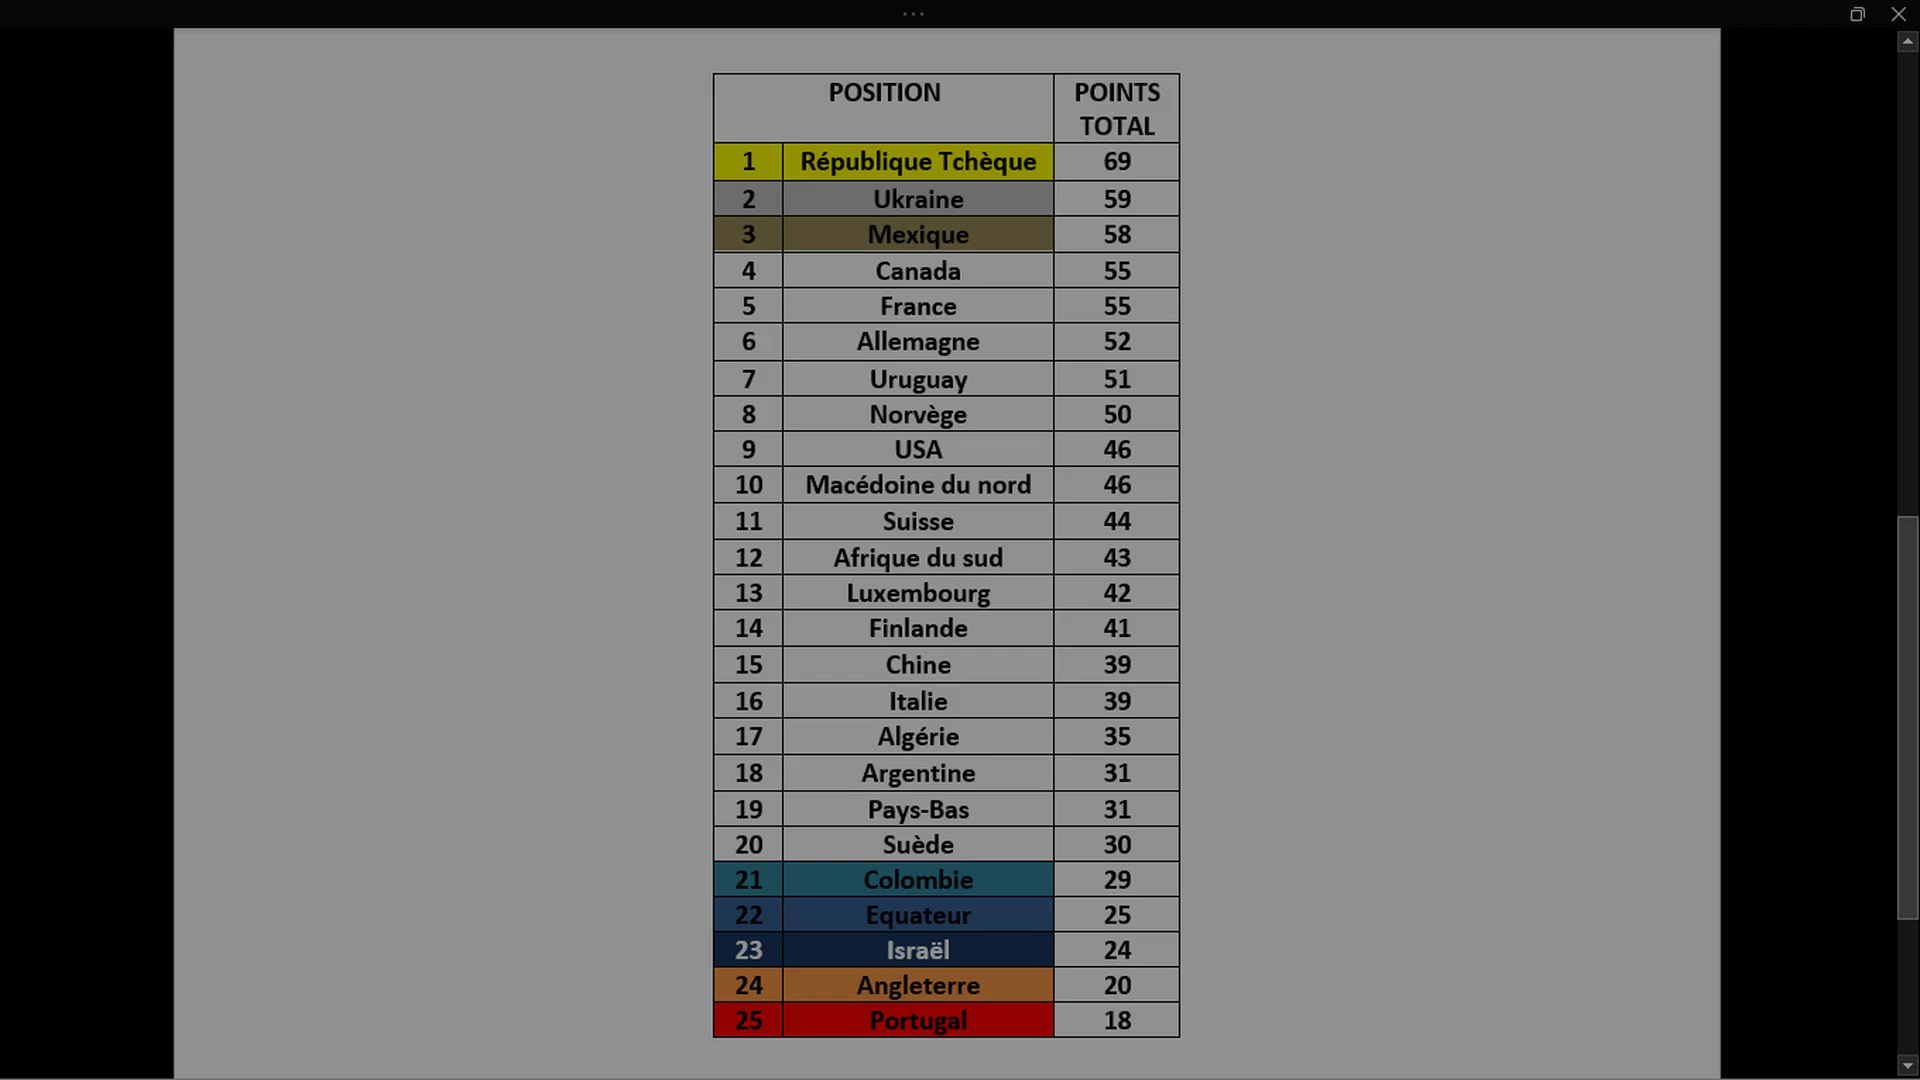 POSITION POINTS
TOTAL
1 République Tchèque 69
2 Ukraine 59
3 Mexique 58
4 Canada 55
5 France 55
6 Allemagne 52
7 Uruguay 51
8 Norvège 50
9 USA 46
10 Macédoine du nord 46
11 Suisse 44
12 Afrique du sud 43
13 Luxembourg 42
14 Finlande 41
15 Chine 39
16 Italie 39
17 Algérie 35
18 Argentine 31
19 Pays-Bas 31
20 Suède 30
21 Colombie 29
22 Equateur 25
23 Israël 24
24 Angleterre 20
25 Portugal 18